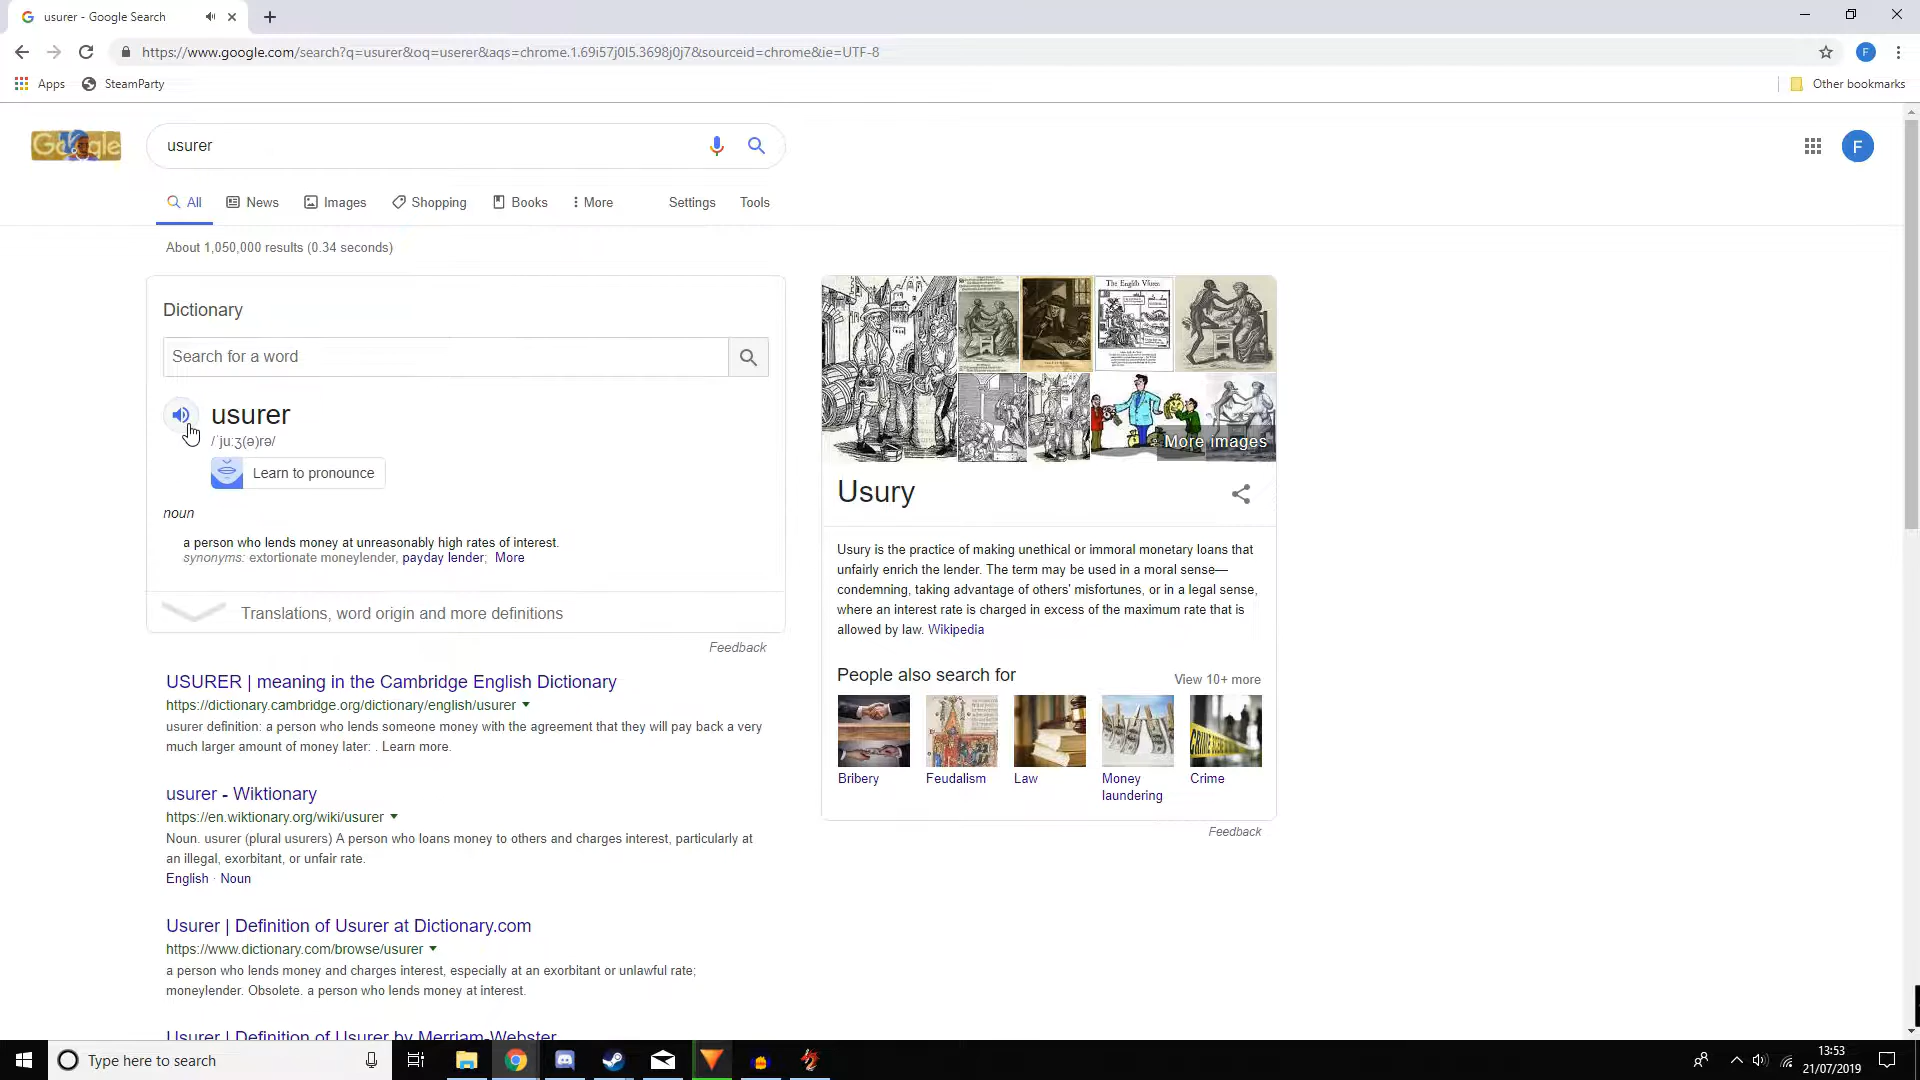 usurer - Google Search
https://www.google.com/search?q=usurer&oq=userer&aqs=chrome.1.69i57j0l5.3698j0j7&sourceid=chrome&ie=UTF-8
F
Apps
SteamParty
Other bookmarks
Google
usurer
F
All
News
Images
Shopping
Books
More
Settings
Tools
About 1,050,000 results (0.34 seconds)
Dictionary
Search for a word
usurer
/ˈjuːʒ(ə)rə/
Learn to pronounce
noun
a person who lends money at unreasonably high rates of interest.
synonyms: extortionate moneylender, payday lender; More
Translations, word origin and more definitions
Feedback
USURER | meaning in the Cambridge English Dictionary
https://dictionary.cambridge.org/dictionary/english/usurer
usurer definition: a person who lends someone money with the agreement that they will pay back a very
much larger amount of money later: . Learn more.
usurer - Wiktionary
https://en.wiktionary.org/wiki/usurer
Noun. usurer (plural usurers) A person who loans money to others and charges interest, particularly at
an illegal, exorbitant, or unfair rate.
English · Noun
Usurer | Definition of Usurer at Dictionary.com
https://www.dictionary.com/browse/usurer
a person who lends money and charges interest, especially at an exorbitant or unlawful rate;
moneylender. Obsolete. a person who lends money at interest.
Usurer | Definition of Usurer by Merriam-Webster
The English Vsurer
More images
Usury
Usury is the practice of making unethical or immoral monetary loans that
unfairly enrich the lender. The term may be used in a moral sense—
condemning, taking advantage of others' misfortunes, or in a legal sense,
where an interest rate is charged in excess of the maximum rate that is
allowed by law. Wikipedia
People also search for
View 10+ more
Bribery
Feudalism
Law
Money
laundering
Crime
Feedback
Type here to search
13:53
21/07/2019